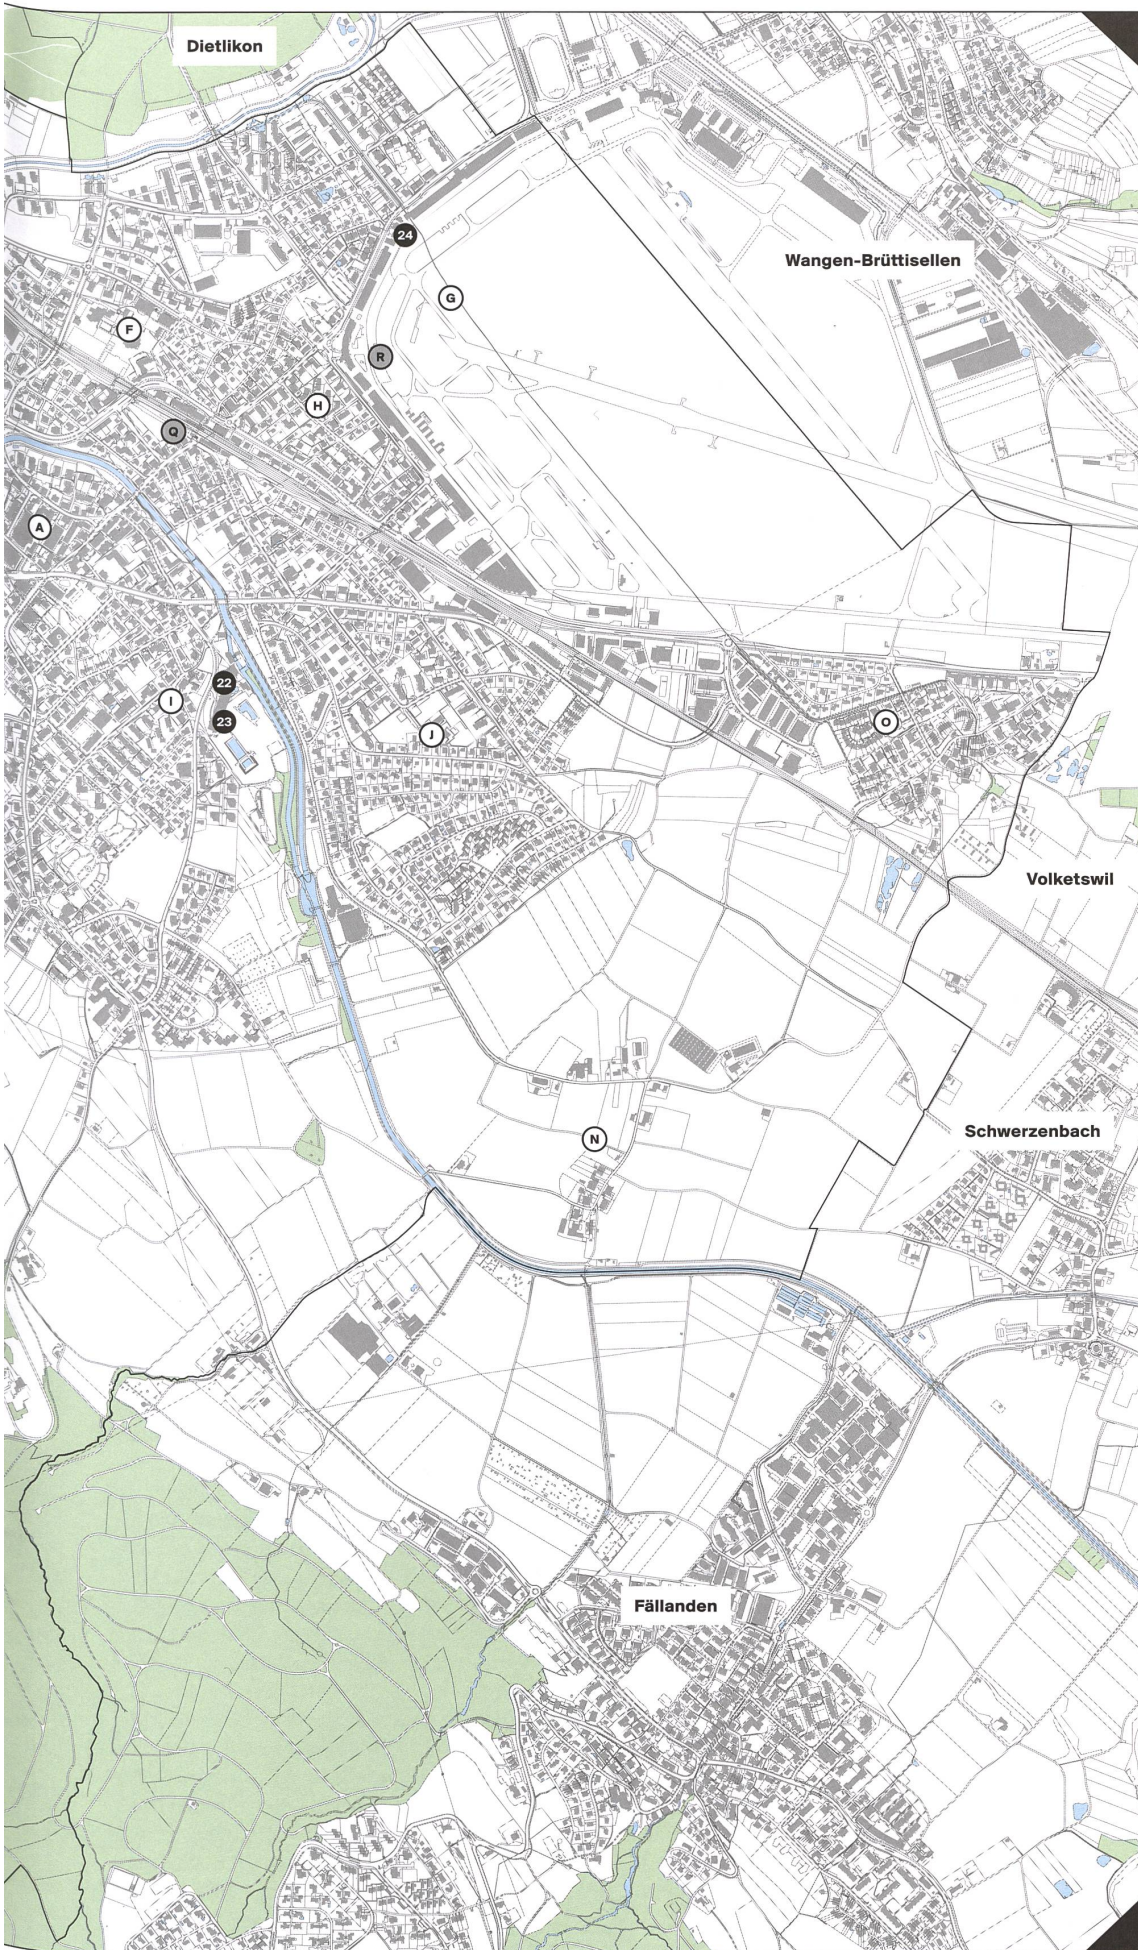 Dietlikon
24
Wangen-Brüttisellen
G
F
R
H
Q
A
22
I
23
O
J
Volketswil
N
Schwerzenbach
Fällanden